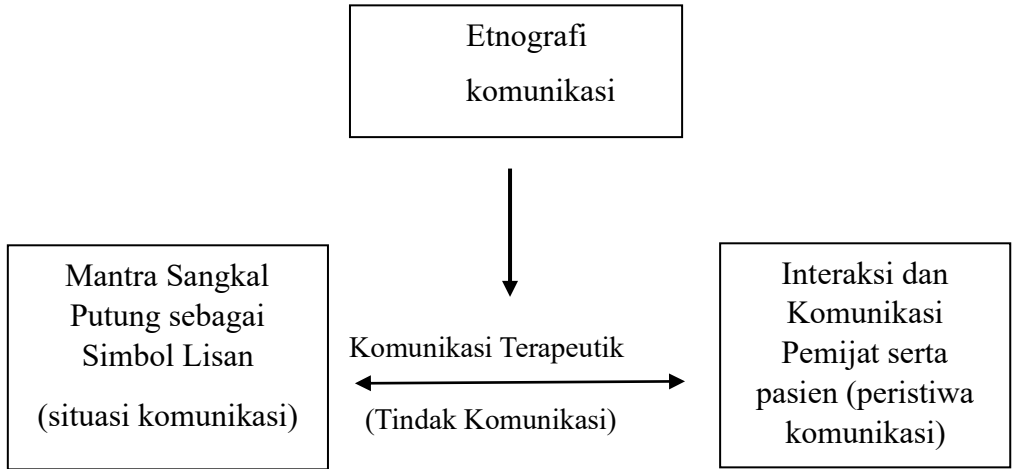 Etnografi
komunikasi
Mantra Sangkal
Putung sebagai
Simbol Lisan
(situasi komunikasi)
Komunikasi Terapeutik
(Tindak Komunikasi)
Interaksi dan
Komunikasi
Pemijat serta
pasien (peristiwa
komunikasi)